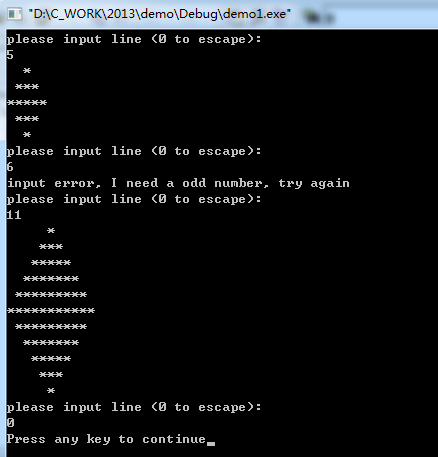 "D:\C_WORK\2013\demo\Debug\demo1.exe"
please input line (0 to escape):
5
  *
 ***
*****
 ***
  *
please input line (0 to escape):
6
input error, I need a odd number, try again
please input line (0 to escape):
11
     *
    ***
   *****
  *******
 *********
***********
 *********
  *******
   *****
    ***
     *
please input line (0 to escape):
0
Press any key to continue_